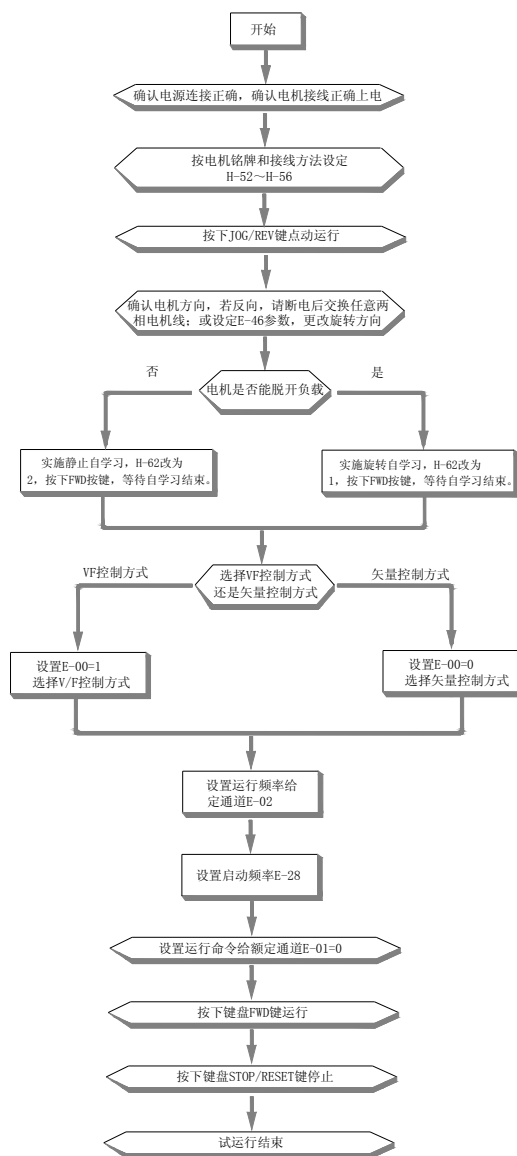 开始
确认电源连接正确，确认电机接线正确上电
按电机铭牌和接线方法设定
H-52～H-56
按下JOG/REV键点动运行
确认电机方向，若反向，请断电后交换任意两
相电机线；或设定E-46参数，更改旋转方向
否
电机是否能脱开负载
是
实施静止自学习，H-62改为
2，按下FWD按键，等待自学习结束。
实施旋转自学习，H-62改为
1，按下FWD按键，等待自学习结束。
VF控制方式
选择VF控制方式
还是矢量控制方式
矢量控制方式
设置E-00=1
选择V/F控制方式
设置E-00=0
选择矢量控制方式
设置运行频率给
定通道E-02
设置启动频率E-28
设置运行命令给额定通道E-01=0
按下键盘FWD键运行
按下键盘STOP/RESET键停止
试运行结束